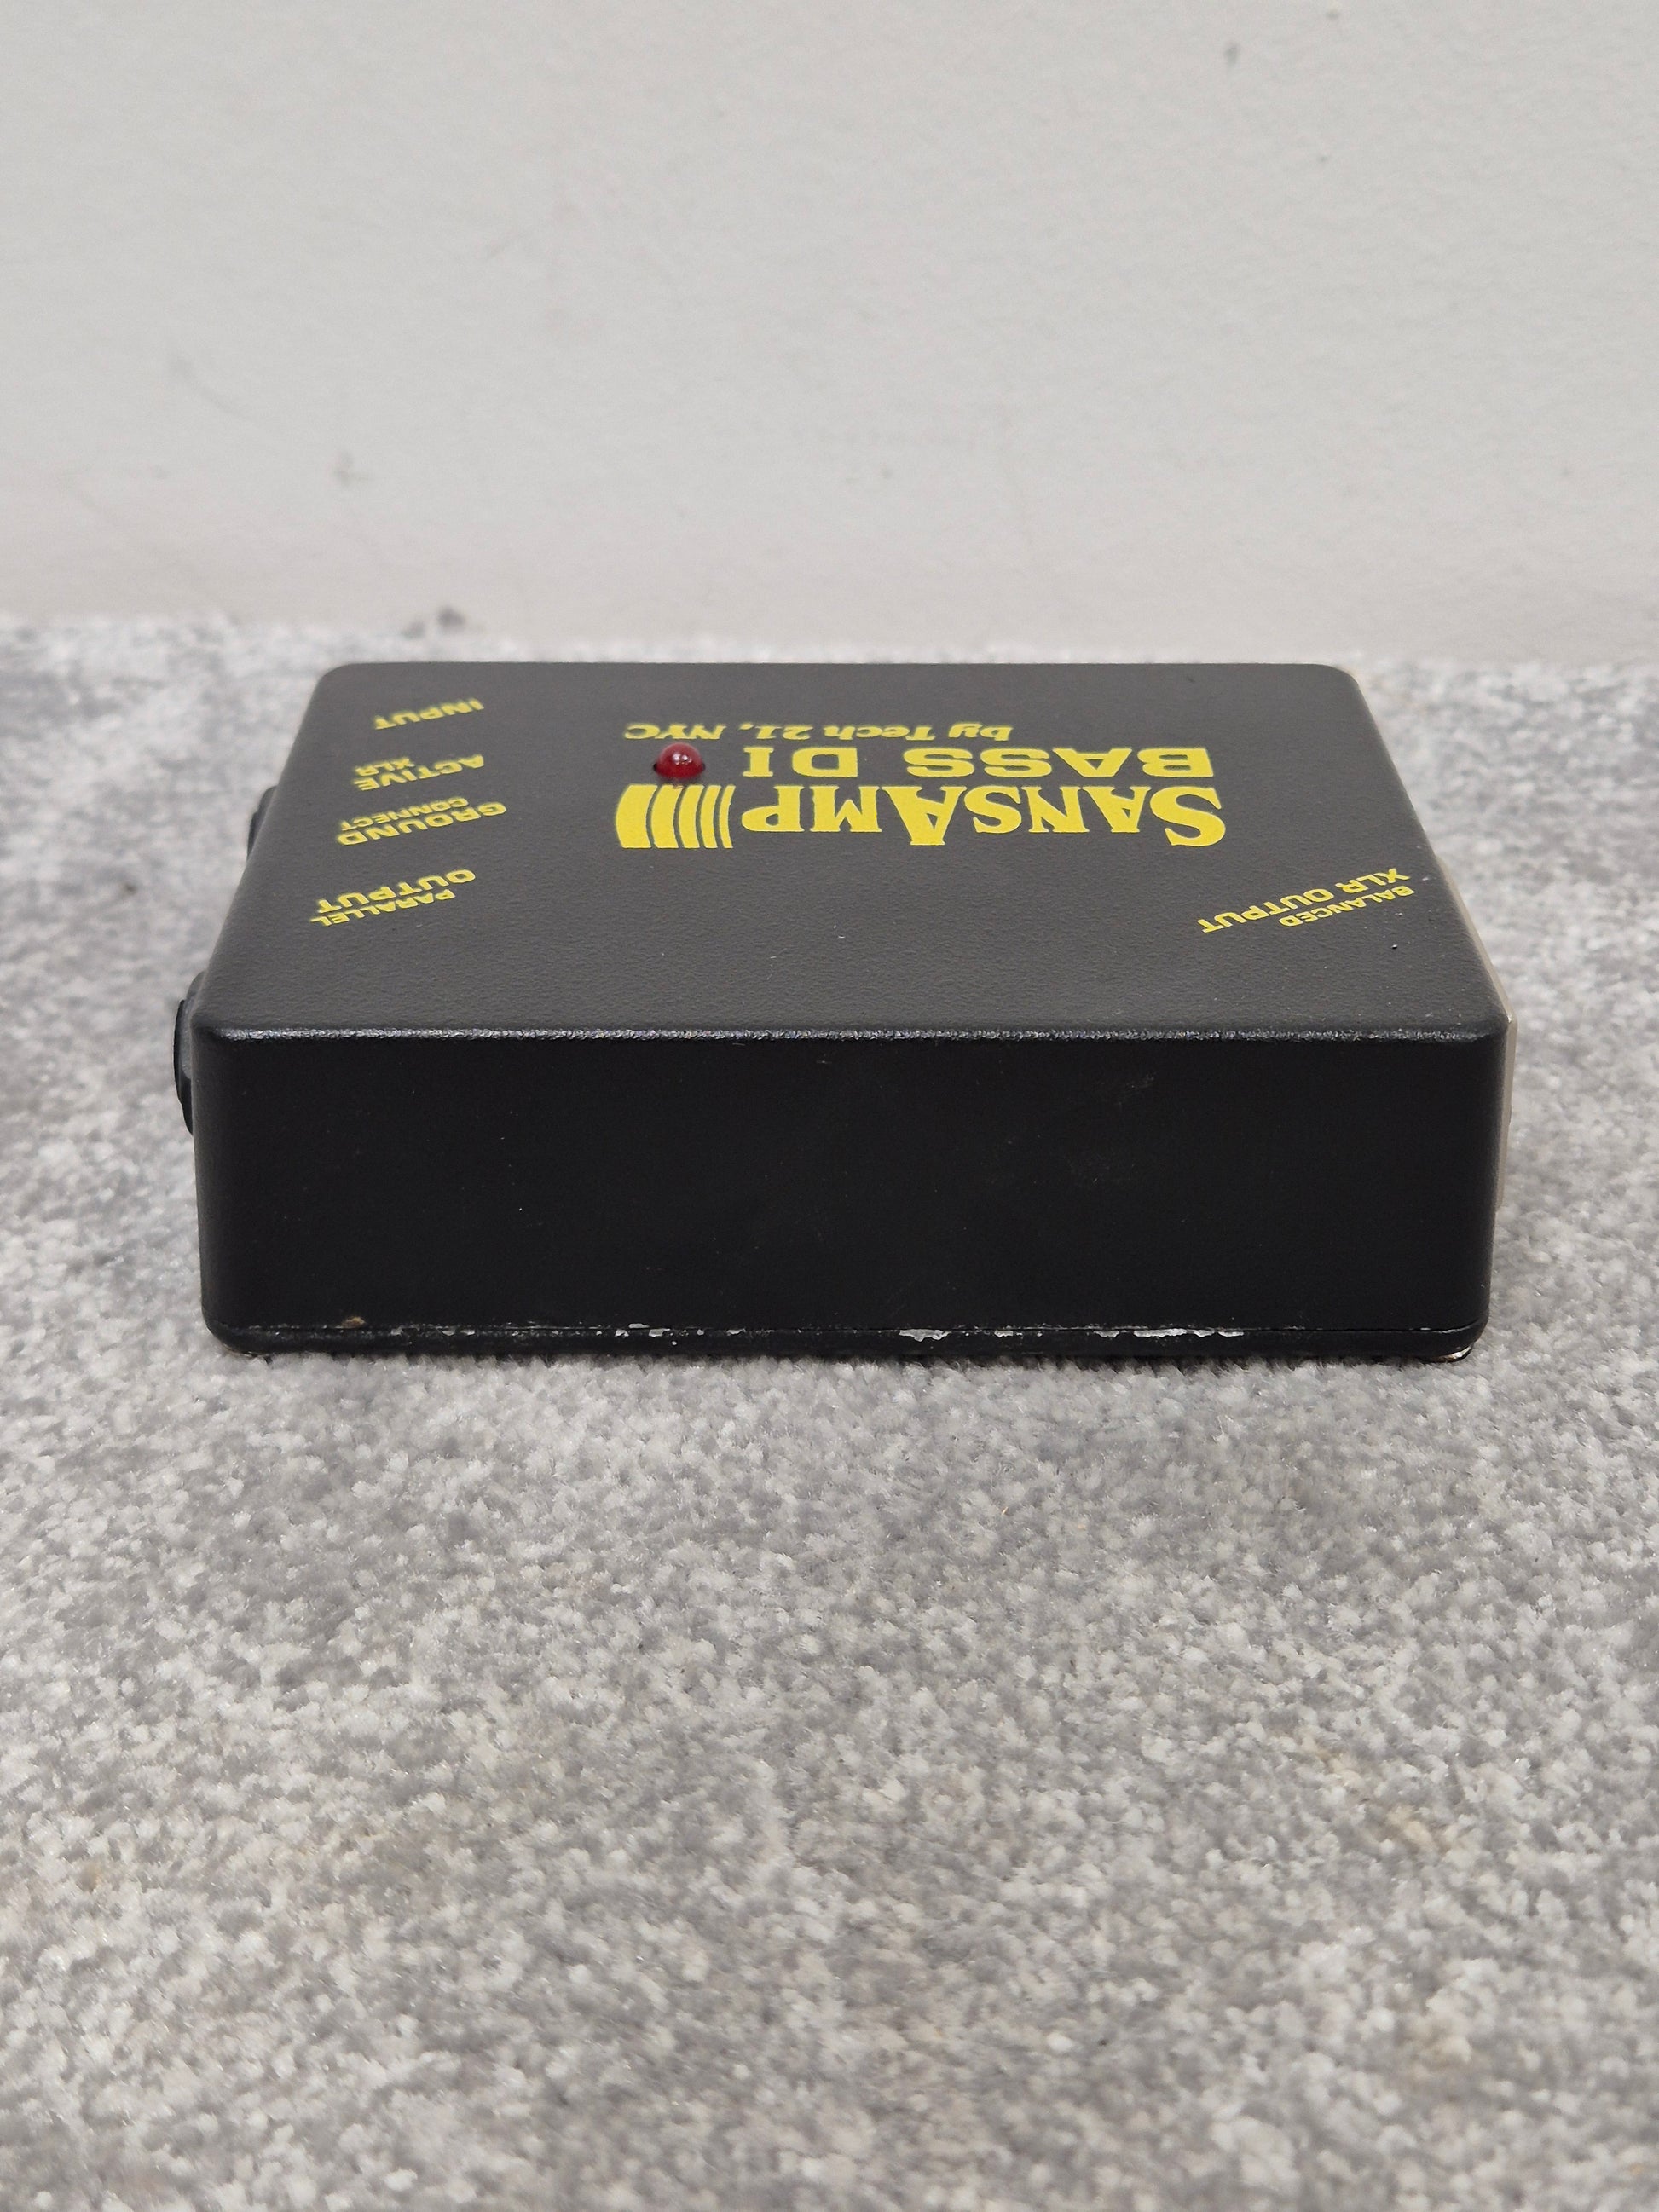 SANSAMP
BASS DI
by Tech 21, NYC
INPUT
ACTIVE
XLR
GROUND
CONNECT
PARALLEL
OUTPUT
BALANCED
XLR OUTPUT